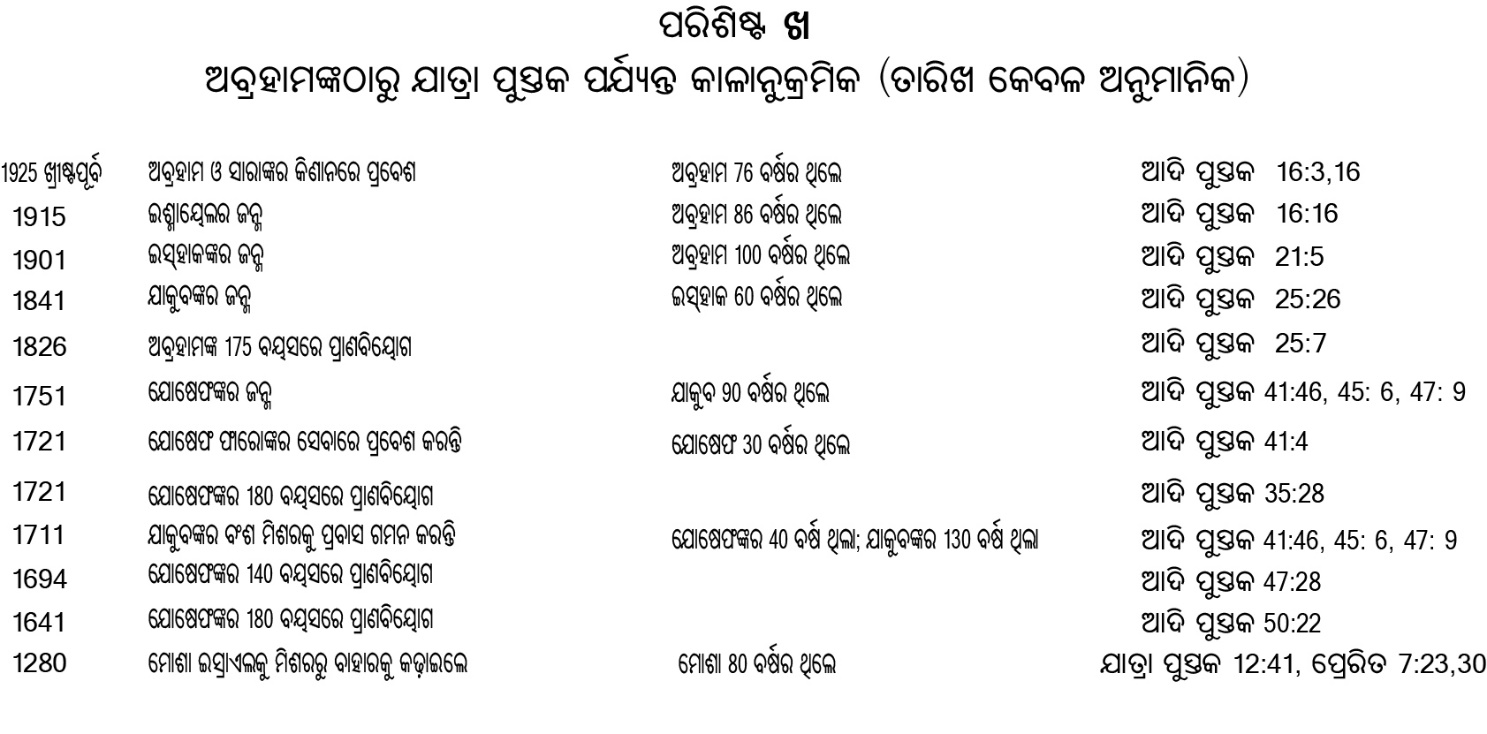 ପରିଶିଷ୍ଟ ଖ
ଅବ୍ରହାମଙ୍କଠାରୁ ଯାତ୍ରା ପୁସ୍ତକ ପର୍ଯ୍ୟନ୍ତ କାଳାନୁକ୍ରମିକ (ତାରିଖ କେବଳ ଅନୁମାନିକ)
1925 ଖ୍ରୀଷ୍ଟପୂର୍ବ ଅବ୍ରହାମ ଓ ସାରାଙ୍କର କିଣାନରେ ପ୍ରବେଶ ଅବ୍ରହାମ 76 ବର୍ଷର ଥିଲେ ଆଦି ପୁସ୍ତକ 16:3,16
1915 ଇଶ୍ମାୟେଲର ଜନ୍ମ ଅବ୍ରହାମ 86 ବର୍ଷର ଥିଲେ ଆଦି ପୁସ୍ତକ 16:16
1901 ଇସ୍‌ହାକଙ୍କର ଜନ୍ମ ଅବ୍ରହାମ 100 ବର୍ଷର ଥିଲେ ଆଦି ପୁସ୍ତକ 21:5
1841 ଯାକୁବଙ୍କର ଜନ୍ମ ଇସ୍‌ହାକ 60 ବର୍ଷର ଥିଲେ ଆଦି ପୁସ୍ତକ 25:26
1826 ଅବ୍ରହାମଙ୍କ 175 ବୟସରେ ପ୍ରାଣବିୟୋଗ ଆଦି ପୁସ୍ତକ 25:7
1751 ଯୋଷେଫଙ୍କର ଜନ୍ମ ଯାକୁବ 90 ବର୍ଷର ଥିଲେ ଆଦି ପୁସ୍ତକ 41:46, 45: 6, 47: 9
1721 ଯୋଷେଫ ଫାରୋଙ୍କର ସେବାରେ ପ୍ରବେଶ କରନ୍ତି ଯୋଷେଫ 30 ବର୍ଷର ଥିଲେ ଆଦି ପୁସ୍ତକ 41:4
1721 ଯୋଷେଫଙ୍କର 180 ବୟସରେ ପ୍ରାଣବିୟୋଗ ଆଦି ପୁସ୍ତକ 35:28
1711 ଯାକୁବଙ୍କର ବଂଶ ମିଶରକୁ ପ୍ରବାସ ଗମନ କରନ୍ତି ଯୋଷେଫଙ୍କର 40 ବର୍ଷ ଥିଲା; ଯାକୁବଙ୍କର 130 ବର୍ଷ ଥିଲା ଆଦି ପୁସ୍ତକ 41:46, 45: 6, 47: 9
1694 ଯୋଷେଫଙ୍କର 140 ବୟସରେ ପ୍ରାଣବିୟୋଗ ଆଦି ପୁସ୍ତକ 47:28
1641 ଯୋଷେଫଙ୍କର 180 ବୟସରେ ପ୍ରାଣବିୟୋଗ ଆଦି ପୁସ୍ତକ 50:22
1280 ମୋଶା ଇସ୍ରାଏଲକୁ ମିଶରରୁ ବାହାରକୁ କଢ଼ାଇଲେ ମୋଶା 80 ବର୍ଷର ଥିଲେ ଯାତ୍ରା ପୁସ୍ତକ 12:41, ପ୍ରେରିତ 7:23,30